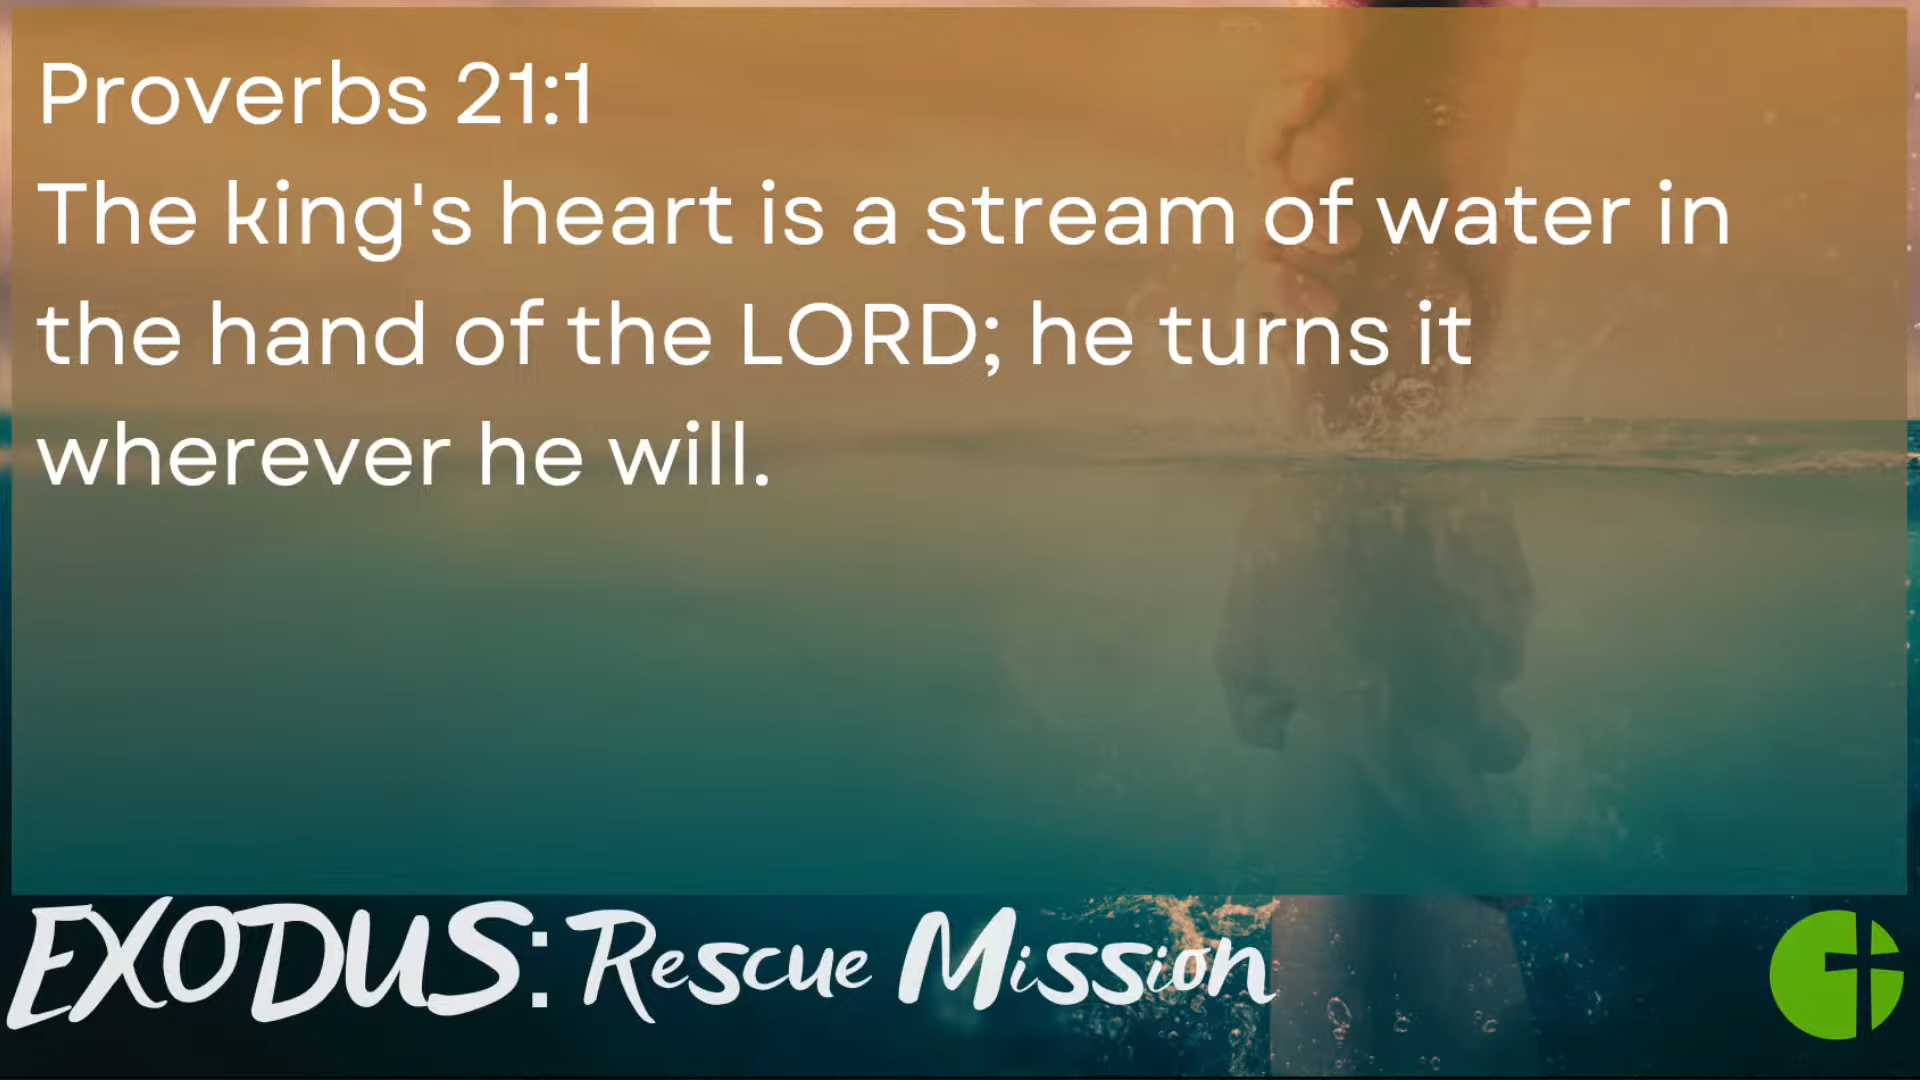 Proverbs 21:1
The king's heart is a stream of water in
the hand of the LORD; he turns it
wherever he will.
EXODUS: Rescue Mission